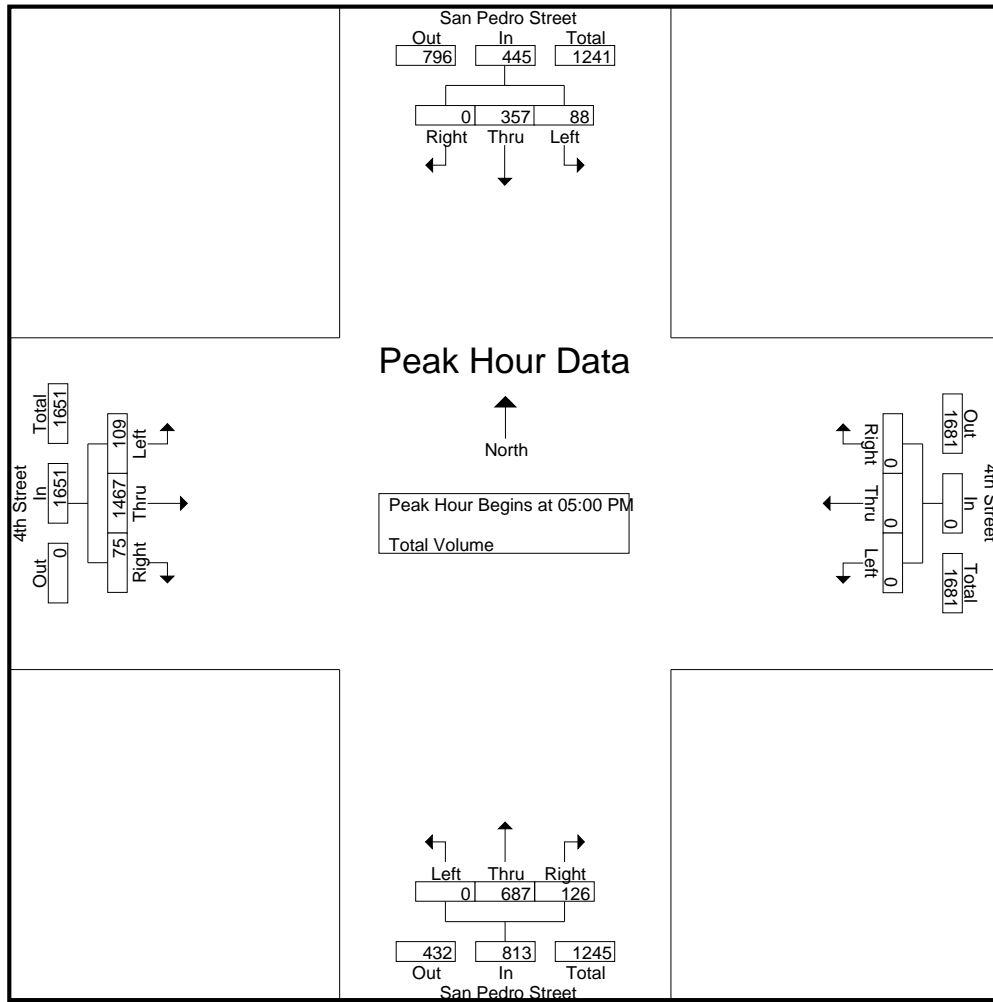 San Pedro Street
Out In Total
796 445 1241
0 357 88
Right Thru Left
Peak Hour Data
North
Peak Hour Begins at 05:00 PM
Total Volume
4th Street
Total In Out
1651 1651 0
109 1467 75
Left Thru Right
Right Thru Left
0 0 0
Out In Total
1681 0 1681
4th Street
Left Thru Right
0 687 126
432 813 1245
Out In Total
San Pedro Street